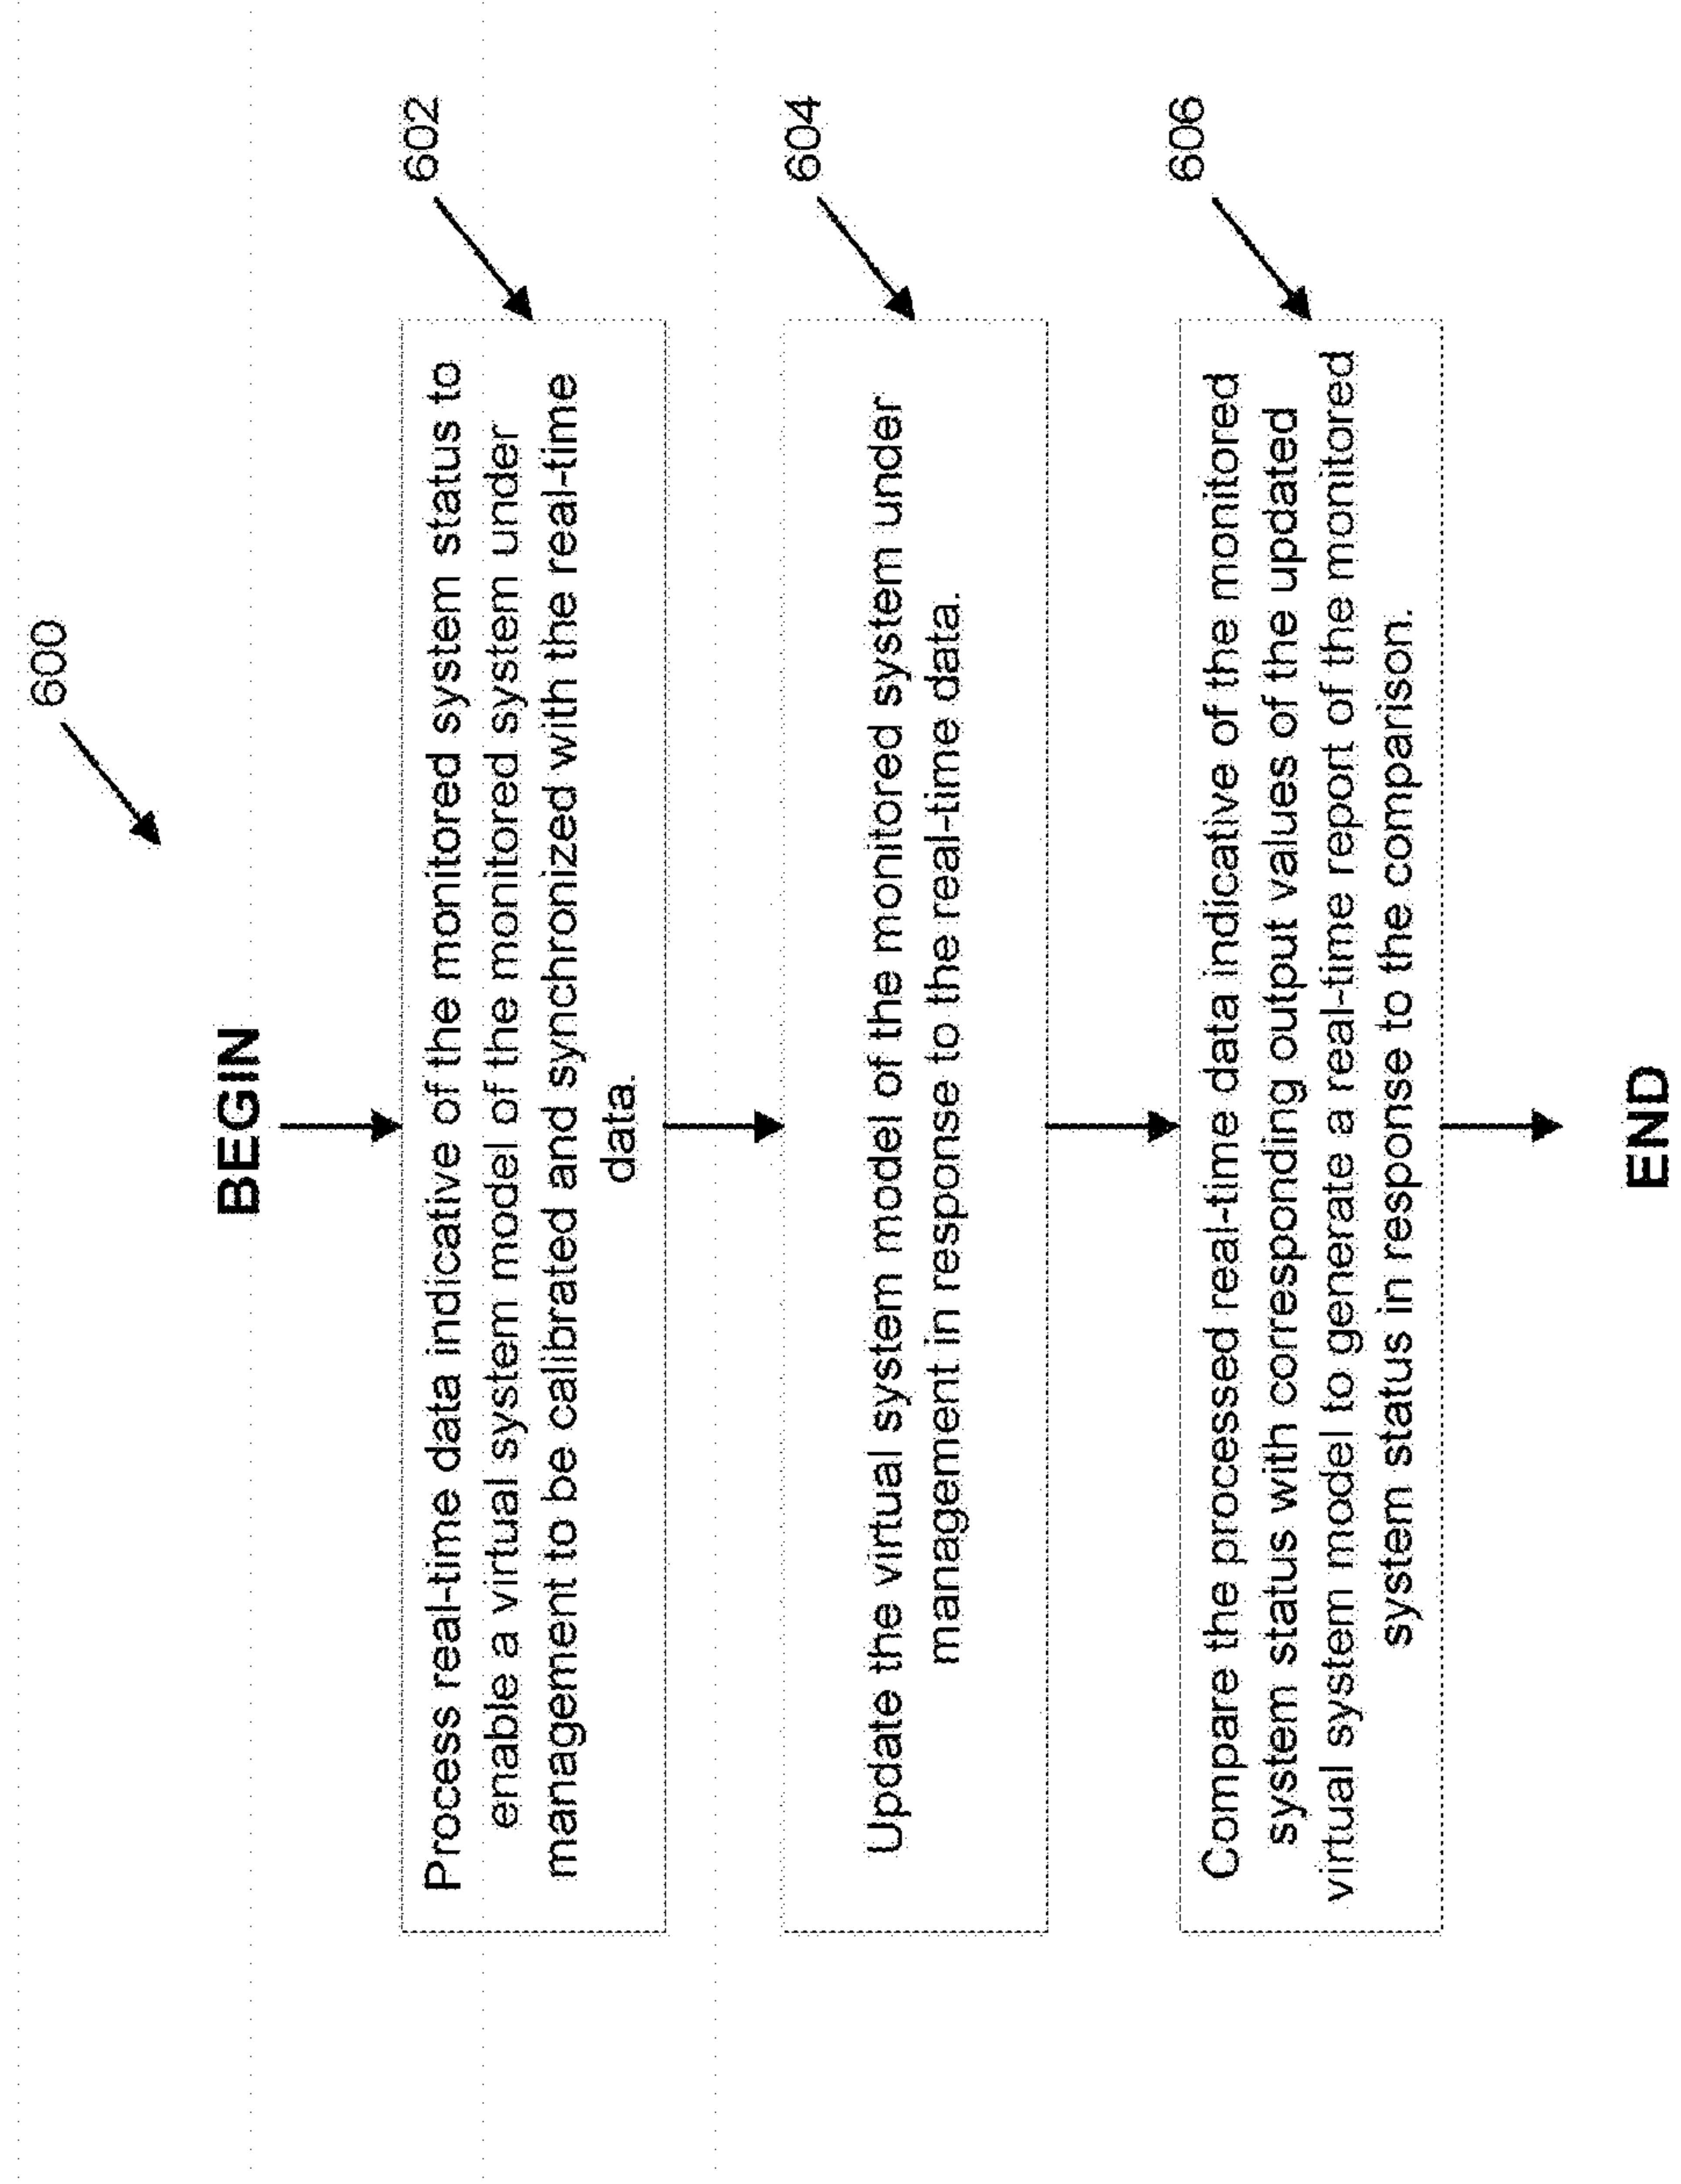 600
BEGIN
602
Process real-time data indicative of the monitored system status to
enable a virtual system model of the monitored system under
management to be calibrated and synchronized with the real-time
data.
604
Update the virtual system model of the monitored system under
management in response to the real-time data.
606
Compare the processed real-time data indicative of the monitored
system status with corresponding output values of the updated
virtual system model to generate a real-time report of the monitored
system status in response to the comparison.
END